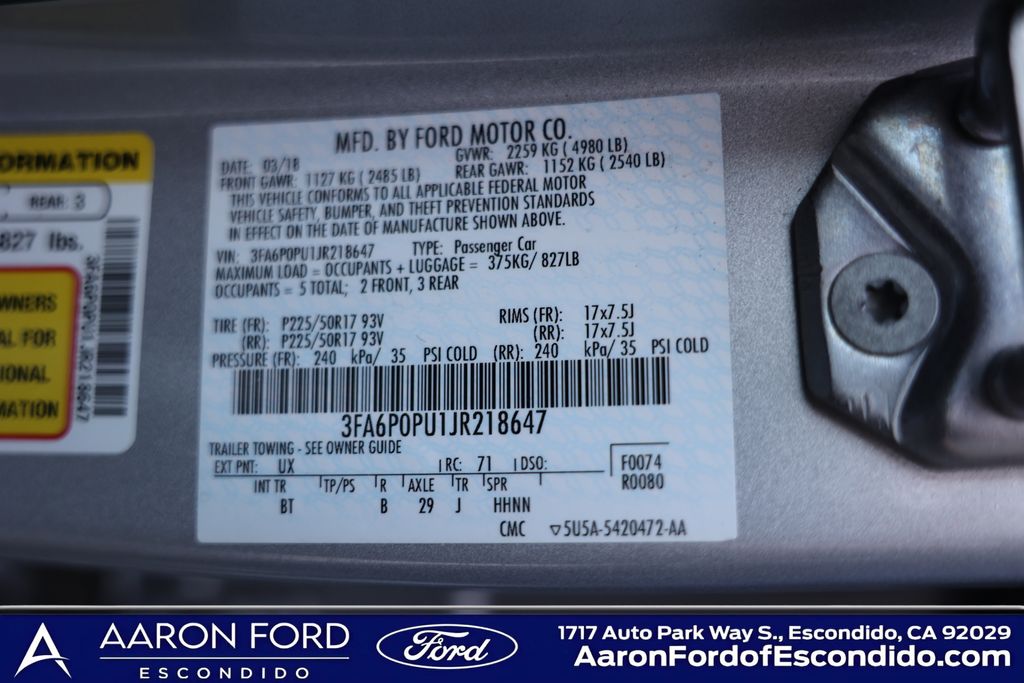 ORMATION
REAR: 3
827 lbs.
WNERS
AL FOR
IONAL
MATION
MFD. BY FORD MOTOR CO.
DATE: 03/18 GVWR: 2259 KG ( 4980 LB)
FRONT GAWR: 1127 KG ( 2485 LB) REAR GAWR: 1152 KG ( 2540 LB)
THIS VEHICLE CONFORMS TO ALL APPLICABLE FEDERAL MOTOR
VEHICLE SAFETY, BUMPER, AND THEFT PREVENTION STANDARDS
IN EFFECT ON THE DATE OF MANUFACTURE SHOWN ABOVE.
VIN: 3FA6P0PU1JR218647 TYPE: Passenger Car
MAXIMUM LOAD = OCCUPANTS + LUGGAGE = 375KG/ 827LB
OCCUPANTS = 5 TOTAL; 2 FRONT, 3 REAR
TIRE (FR): P225/50R17 93V RIMS (FR): 17x7.5J
(RR): P225/50R17 93V (RR): 17x7.5J
PRESSURE (FR): 240 kPa/ 35 PSI COLD (RR): 240 kPa/ 35 PSI COLD
3FA6P0PU1JR218647
TRAILER TOWING - SEE OWNER GUIDE
EXT PNT: UX RC: 71 DSO: F0074
INT TR TP/PS R AXLE TR SPR R0080
BT B 29 J HHNN
CMC ▽5U5A-5420472-AA
AARON FORD
ESCONDIDO
Ford
1717 Auto Park Way S., Escondido, CA 92029
AaronFordofEscondido.com